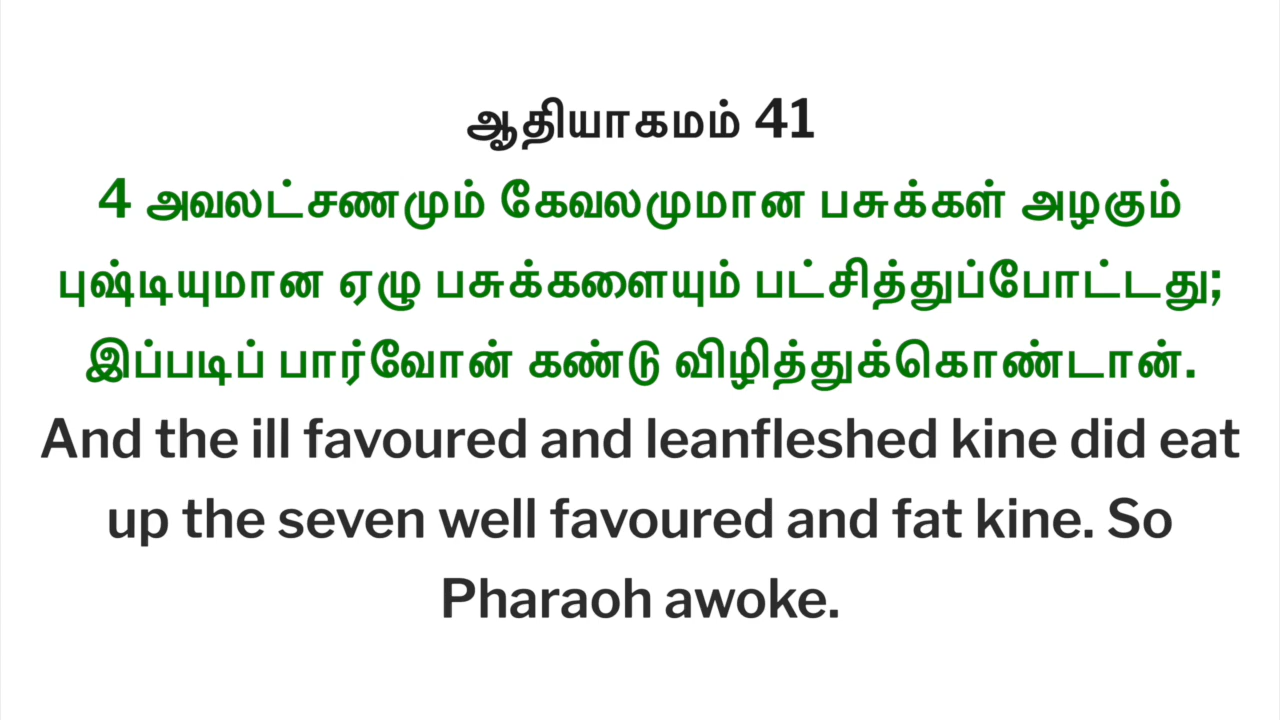 ஆதியாகமம் 41
4 அவலட்சணமும் கேவலமுமான பசுக்கள் அழகும்
புஷ்டியுமான ஏழு பசுக்களையும் பட்சித்துப்போட்டது;
இப்படிப் பார்வோன் கண்டு விழித்துக்கொண்டான்.
And the ill favoured and leanfleshed kine did eat
up the seven well favoured and fat kine. So
Pharaoh awoke.